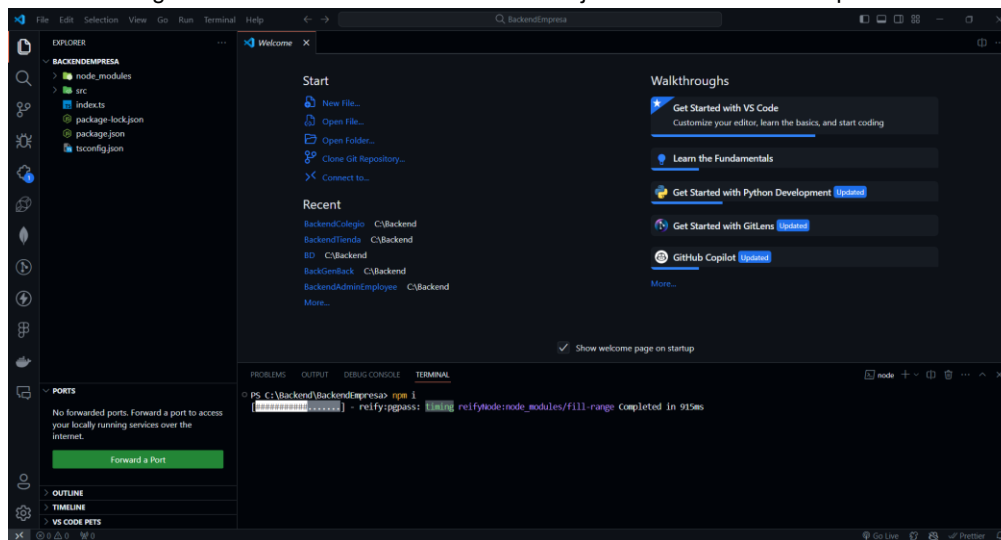 File Edit Selection View Go Run Terminal Help
BackendEmpresa
EXPLORER
BACKENDEMPRESA
node_modules
src
index.ts
package-lock.json
package.json
tsconfig.json
PORTS
No forwarded ports. Forward a port to access
your locally running services over the
internet.
Forward a Port
OUTLINE
TIMELINE
VS CODE PETS
Welcome
Start
New File...
Open File...
Open Folder...
Clone Git Repository...
Connect to...
Recent
BackendColegio C:\Backend
BackendTienda C:\Backend
BD C:\Backend
BackGenBack C:\Backend
BackendAdminEmployee C:\Backend
More...
Walkthroughs
Get Started with VS Code
Customize your editor, learn the basics, and start coding
Learn the Fundamentals
Get Started with Python Development Updated
Get Started with GitLens Updated
GitHub Copilot Updated
More...
Show welcome page on startup
PROBLEMS OUTPUT DEBUG CONSOLE TERMINAL
node
PS C:\Backend\BackendEmpresa> npm i
[###########.......] - reify:pgpass: timing reifyNode:node_modules/fill-range Completed in 915ms
0 0 0 Go Live Prettier